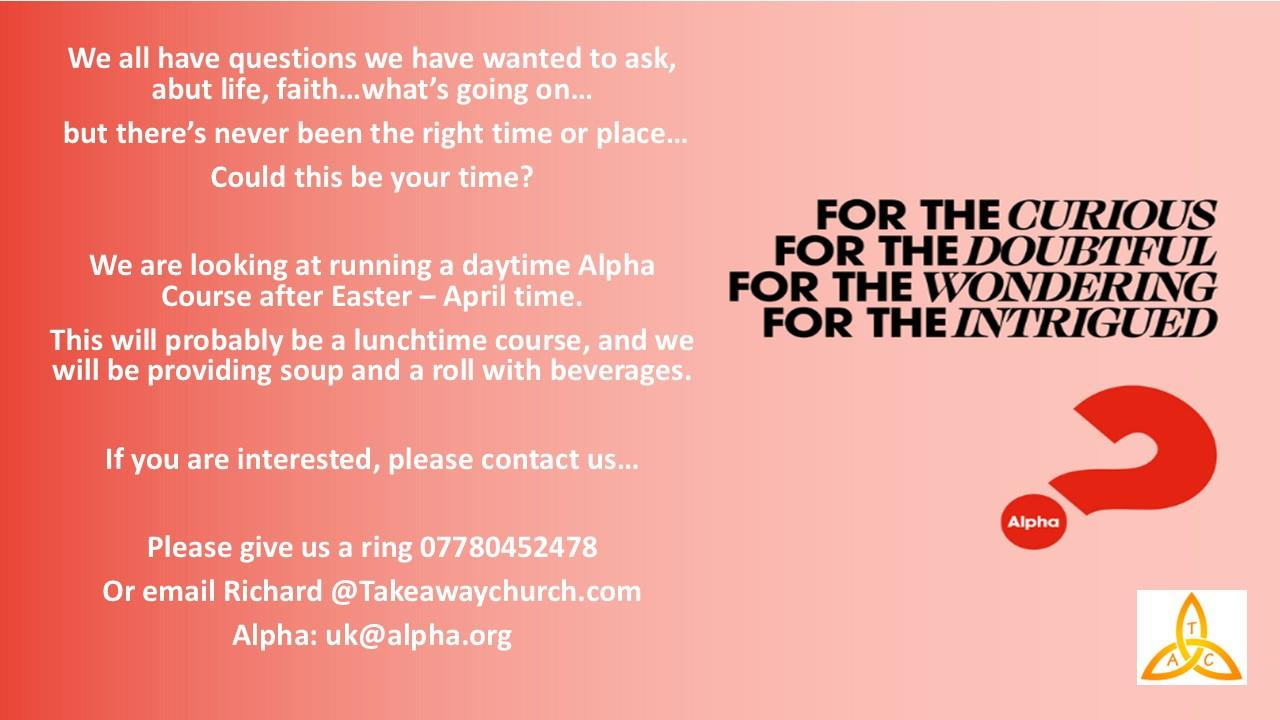 We all have questions we have wanted to ask,
abut life, faith…what’s going on…
but there’s never been the right time or place…
Could this be your time?
We are looking at running a daytime Alpha
Course after Easter – April time.
This will probably be a lunchtime course, and we
will be providing soup and a roll with beverages.
If you are interested, please contact us…
Please give us a ring 07780452478
Or email Richard @Takeawaychurch.com
Alpha: uk@alpha.org
FOR THE CURIOUS
FOR THE DOUBTFUL
FOR THE WONDERING
FOR THE INTRIGUED
?
Alpha
T
A C